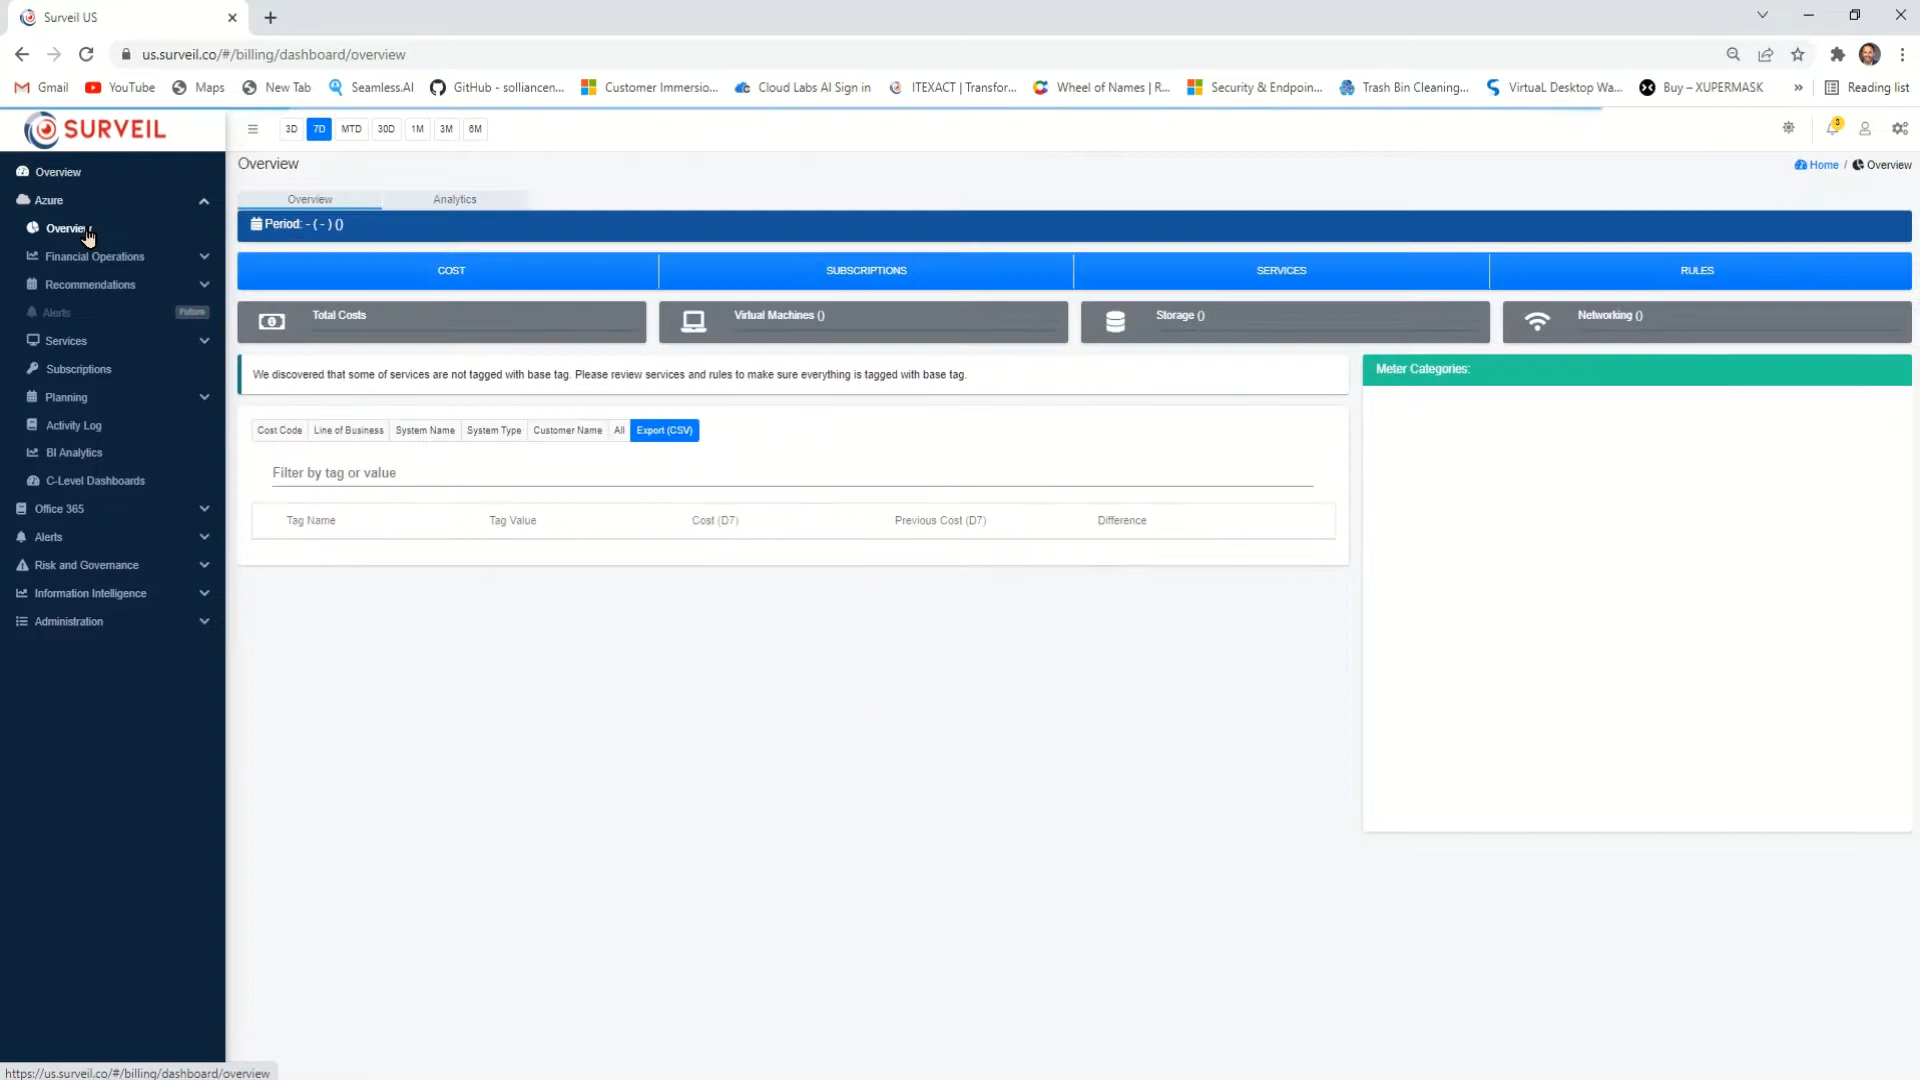 Surveil US
us.surveil.co/#/billing/dashboard/overview
Gmail
YouTube
Maps
New Tab
Seamless.AI
GitHub - solliancen...
Customer Immersio...
Cloud Labs AI Sign in
ITEXACT | Transfor...
Wheel of Names | R...
Security & Endpoin...
Trash Bin Cleaning,...
VirtuaL Desktop Wa...
Buy – XUPERMASK
»
Reading list
SURVEIL
3D
7D
MTD
30D
1M
3M
6M
3
Overview
Azure
Overview
Financial Operations
Recommendations
Alerts
Future
Services
Subscriptions
Planning
Activity Log
BI Analytics
C-Level Dashboards
Office 365
Alerts
Risk and Governance
Information Intelligence
Administration
Overview
Home / Overview
Overview
Analytics
Period: - ( - ) ()
COST
SUBSCRIPTIONS
SERVICES
RULES
Total Costs
Virtual Machines ()
Storage ()
Networking ()
We discovered that some of services are not tagged with base tag. Please review services and rules to make sure everything is tagged with base tag.
Meter Categories:
Cost Code
Line of Business
System Name
System Type
Customer Name
All
Export (CSV)
Filter by tag or value
Tag Name
Tag Value
Cost (D7)
Previous Cost (D7)
Difference
https://us.surveil.co/#/billing/dashboard/overview